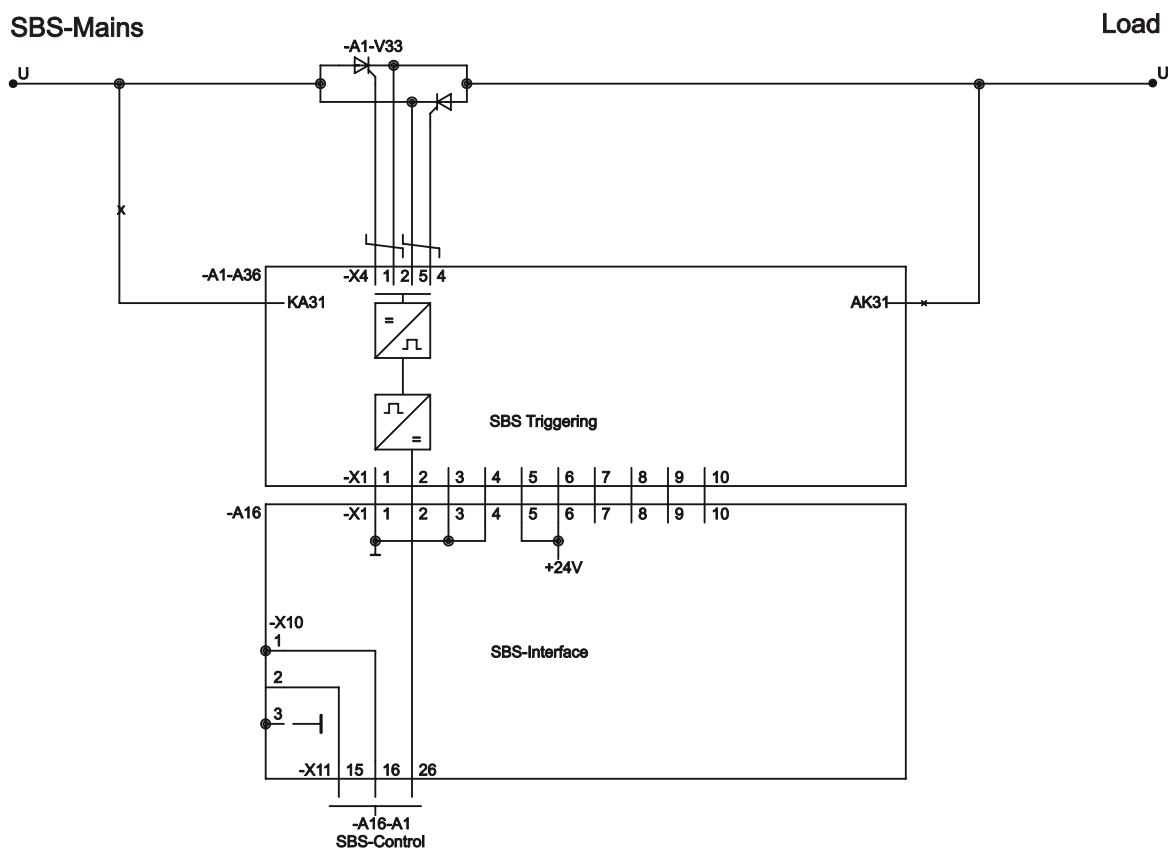 SBS-Mains
Load
-A1-V33
U
U
x
-A1-A36
-X4 1 2 5 4
KA31
AK31
x
=
=
SBS Triggering
-X1 1 2 3 4 5 6 7 8 9 10
-A16
-X1 1 2 3 4 5 6 7 8 9 10
+24V
-X10
1
SBS-Interface
2
3
-X11 15 16 26
-A16-A1
SBS-Control